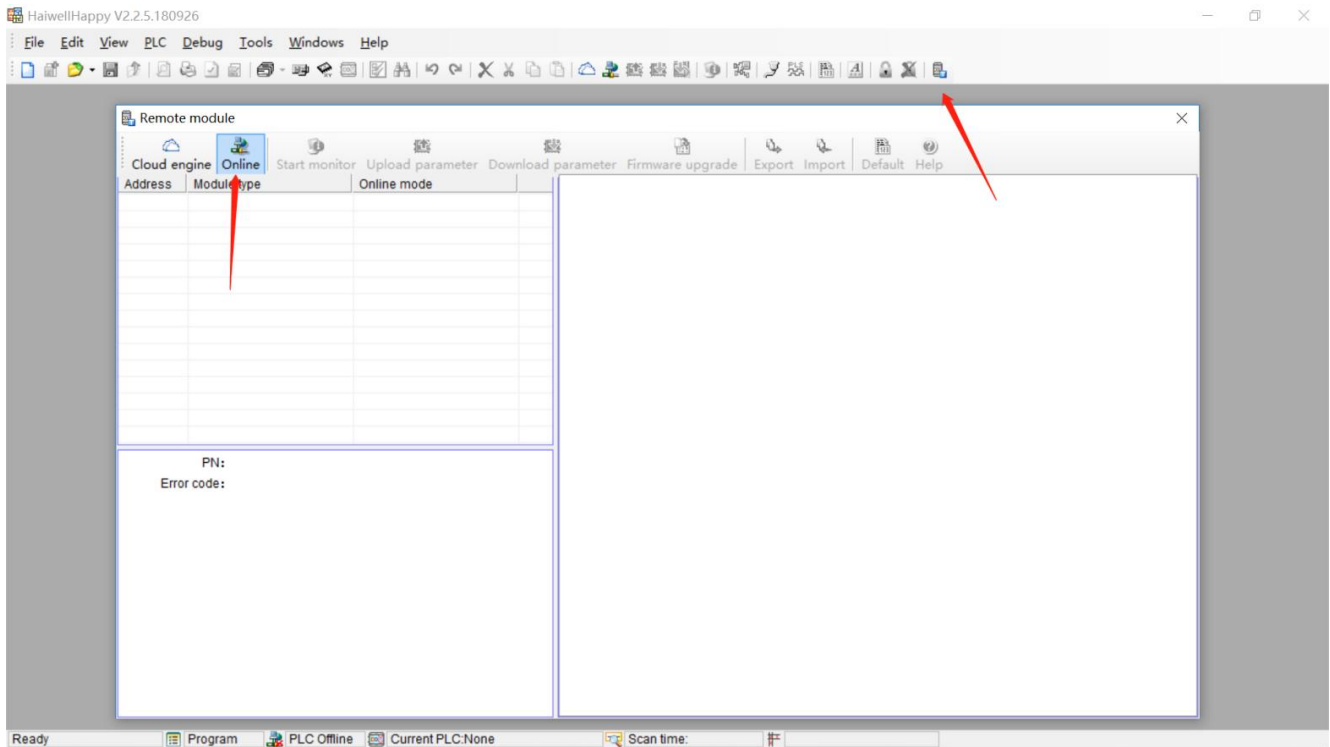 HaiwellHappy V2.2.5.180926
File Edit View PLC Debug Tools Windows Help
Remote module
Cloud engine Online Start monitor Upload parameter Download parameter Firmware upgrade Export Import Default Help
Address Module type Online mode
PN:
Error code:
Ready Program PLC Offline Current PLC:None Scan time: